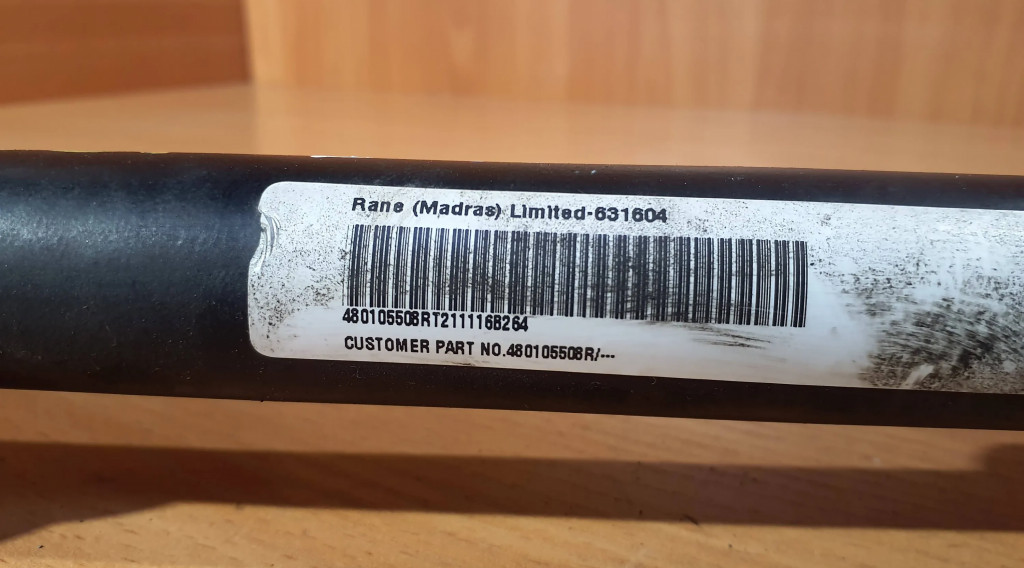 Rane (Madras) Limited-631604
480105508RT211116B264
CUSTOMER PART NO.480105508R/---